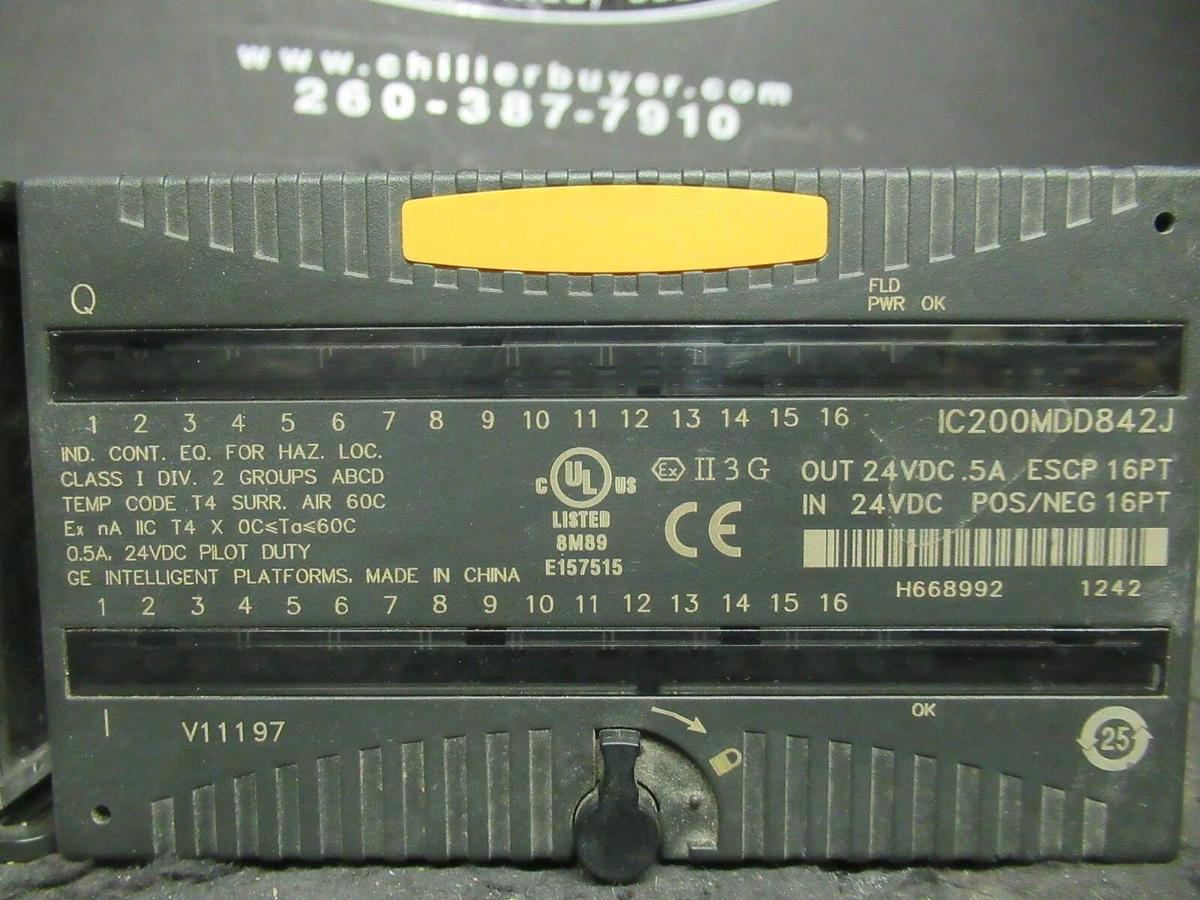 www.chillerbuyer.com
260-387-7910
Q
FLD
PWR OK
1 2 3 4 5 6 7 8 9 10 11 12 13 14 15 16
IC200MDD842J
IND. CONT. EQ. FOR HAZ. LOC.
CLASS I DIV. 2 GROUPS ABCD
TEMP CODE T4 SURR. AIR 60C
Ex nA IIC T4 X 0C≤Ta≤60C
0.5A, 24VDC PILOT DUTY
GE INTELLIGENT PLATFORMS, MADE IN CHINA
C UL US
LISTED
8M89
E157515
Ex II 3 G
CE
OUT 24VDC .5A ESCP 16PT
IN 24VDC POS/NEG 16PT
H668992 1242
1 2 3 4 5 6 7 8 9 10 11 12 13 14 15 16
I
V11197
OK
25